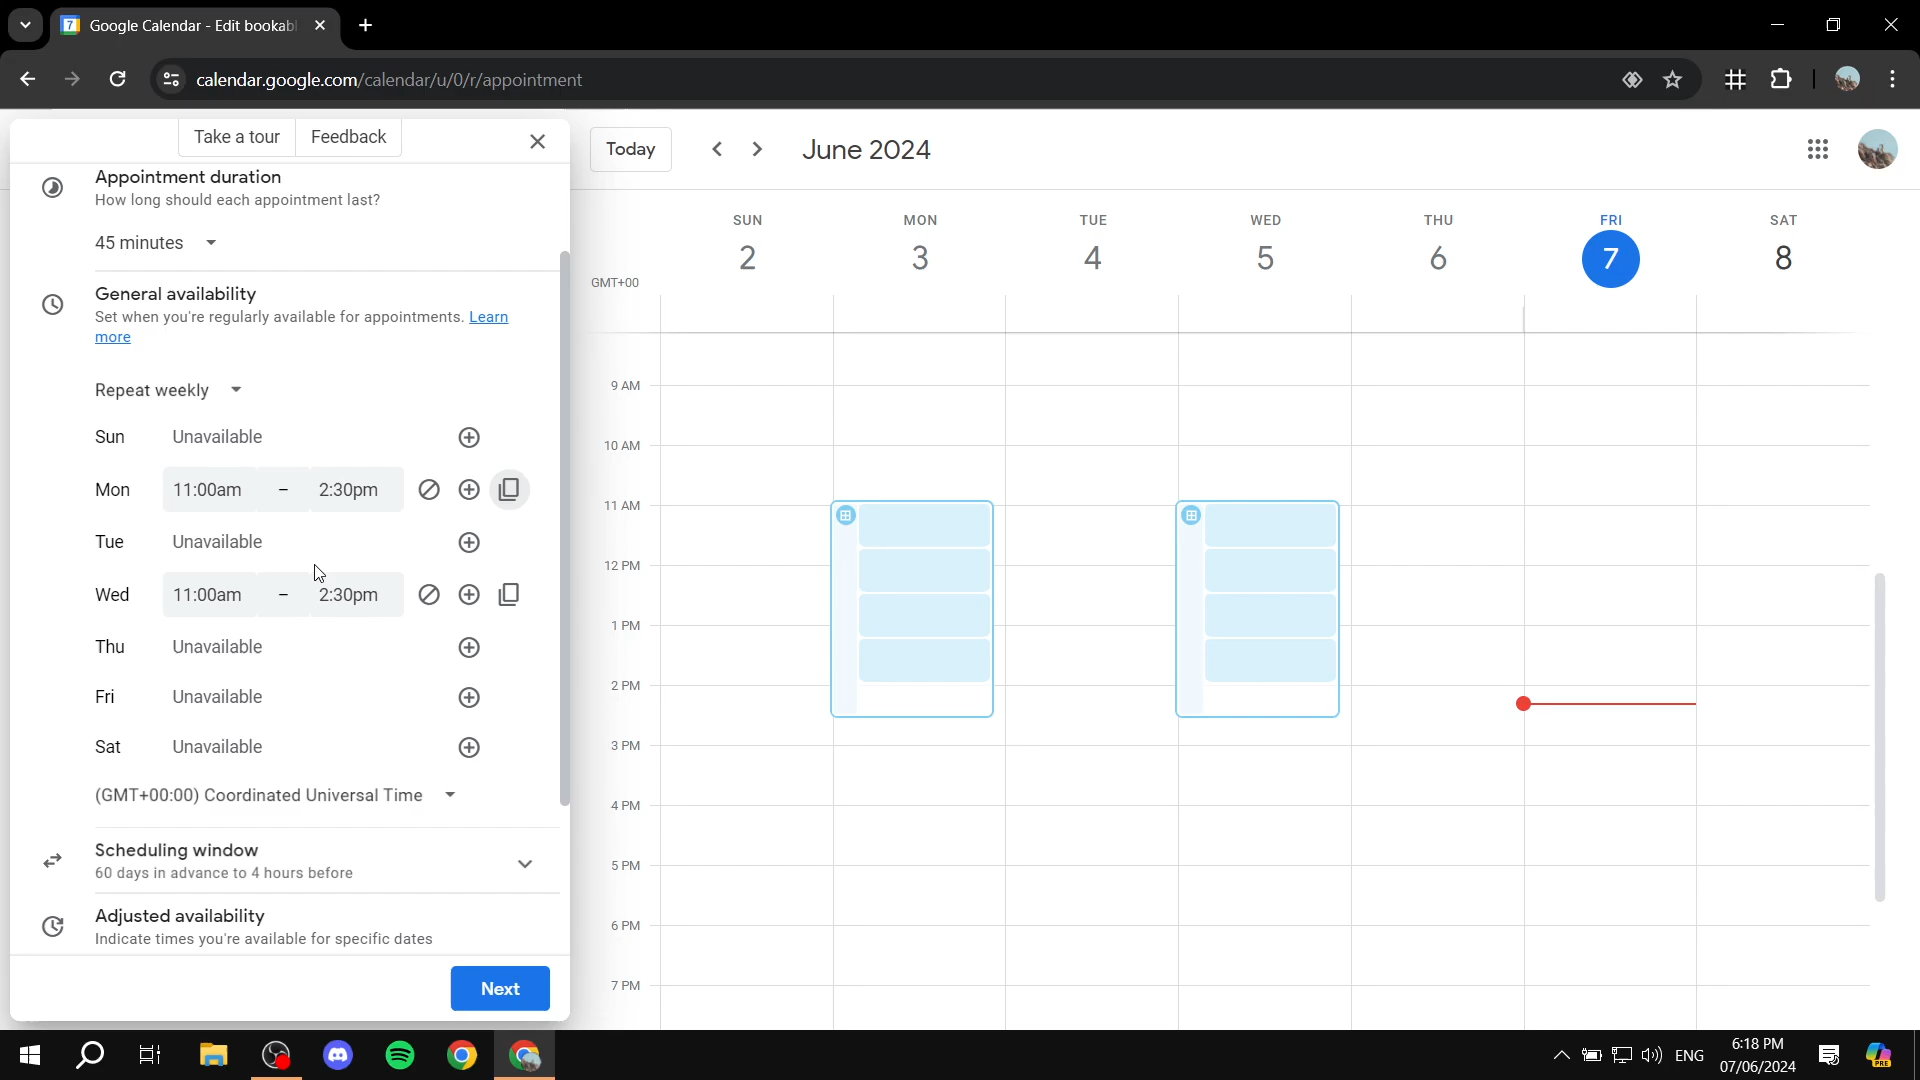 Google Calendar - Edit bookabl
calendar.google.com/calendar/u/0/r/appointment
Take a tour
Feedback
Today
June 2024
Appointment duration
How long should each appointment last?
45 minutes
General availability
Set when you're regularly available for appointments. Learn
more
Repeat weekly
Sun Unavailable
Mon 11:00am – 2:30pm
Tue Unavailable
Wed 11:00am – 2:30pm
Thu Unavailable
Fri Unavailable
Sat Unavailable
(GMT+00:00) Coordinated Universal Time
Scheduling window
60 days in advance to 4 hours before
Adjusted availability
Indicate times you're available for specific dates
Next
SUN MON TUE WED THU FRI SAT
2 3 4 5 6 7 8
GMT+00
9 AM
10 AM
11 AM
12 PM
1 PM
2 PM
3 PM
4 PM
5 PM
6 PM
7 PM
ENG
6:18 PM
07/06/2024
PRE